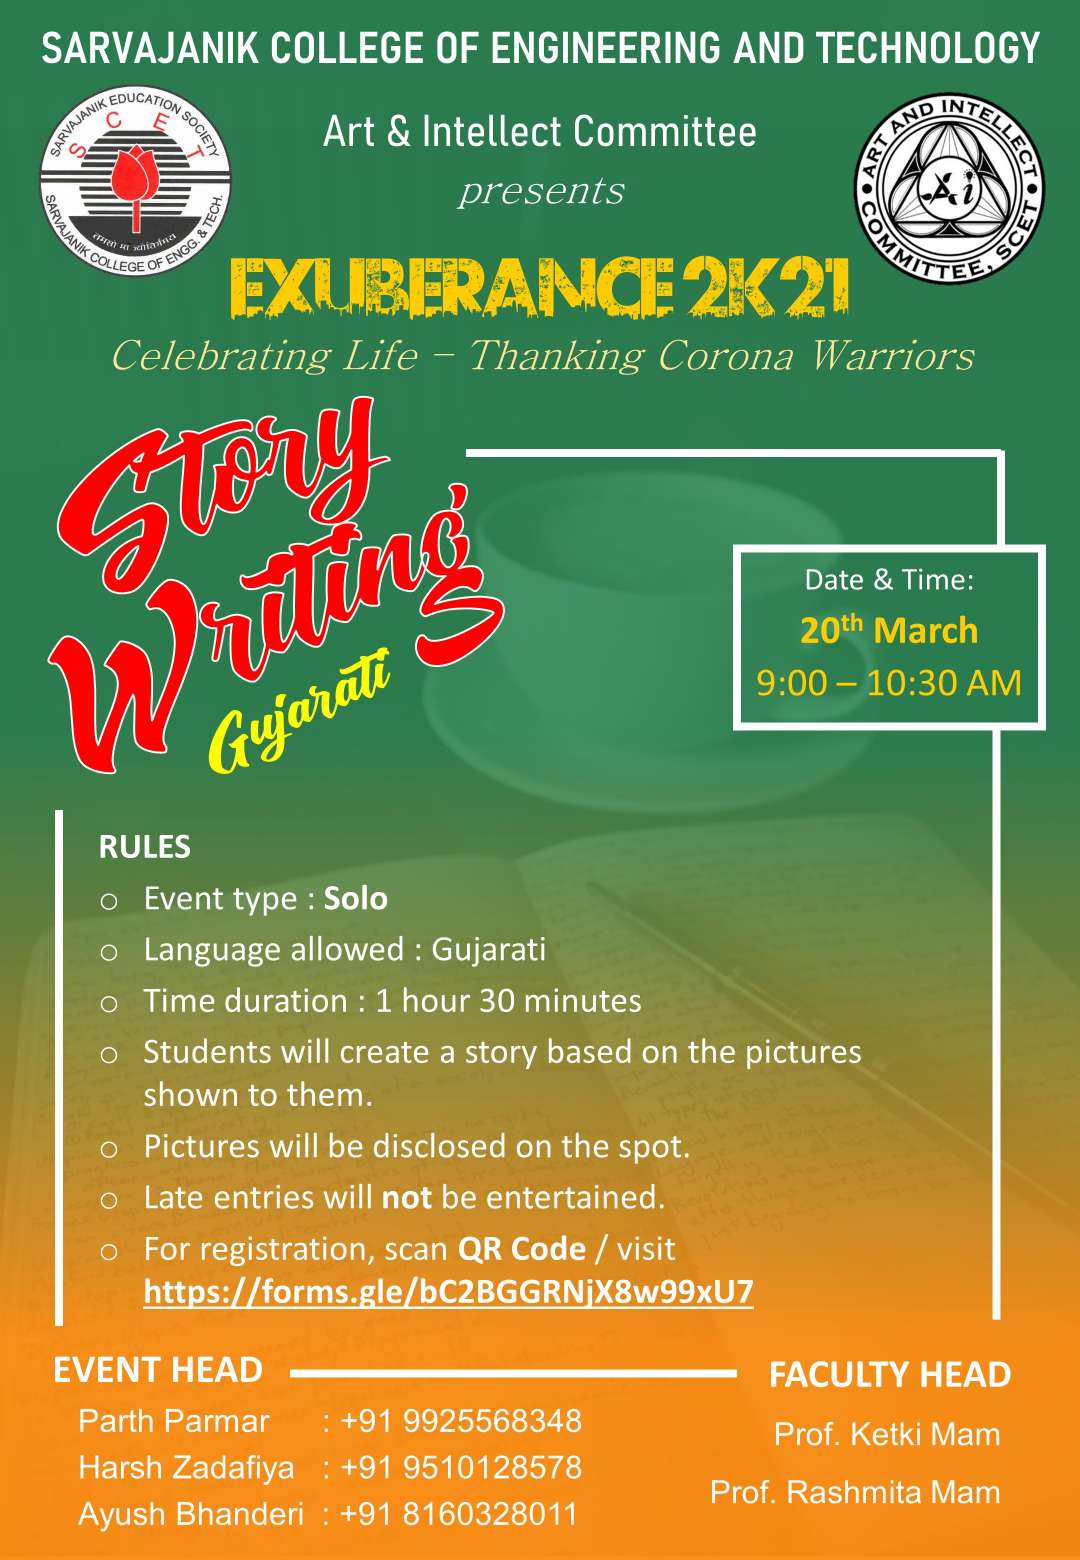 SARVAJANIK COLLEGE OF ENGINEERING AND TECHNOLOGY
SARVAJANIK EDUCATION SOCIETY
S C E T
तमसो मा ज्योतिर्गमय
SARVAJANIK COLLEGE OF ENGG. & TECH.
Art & Intellect Committee
presents
ART AND INTELLECT
Ai
COMMITTEE, SCET
EXUBERANCE 2K21
Celebrating Life – Thanking Corona Warriors
Story
Writing
Gujarati
Date & Time:
20th March
9:00 – 10:30 AM
RULES
o Event type : Solo
o Language allowed : Gujarati
o Time duration : 1 hour 30 minutes
o Students will create a story based on the pictures
shown to them.
o Pictures will be disclosed on the spot.
o Late entries will not be entertained.
o For registration, scan QR Code / visit
https://forms.gle/bC2BGGRNjX8w99xU7
EVENT HEAD
Parth Parmar : +91 9925568348
Harsh Zadafiya : +91 9510128578
Ayush Bhanderi : +91 8160328011
FACULTY HEAD
Prof. Ketki Mam
Prof. Rashmita Mam